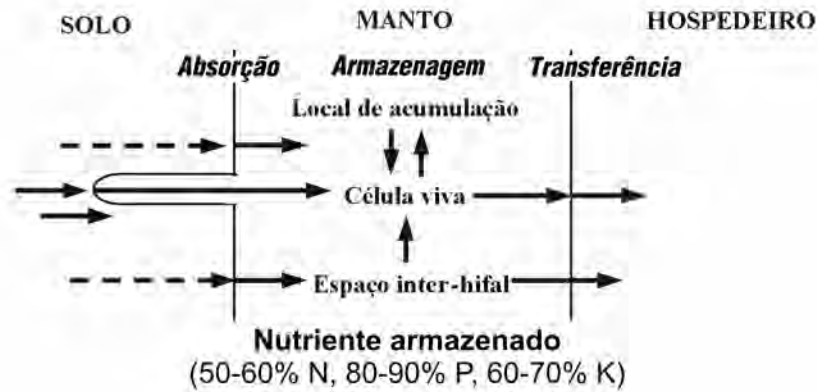 SOLO MANTO HOSPEDEIRO
Absorção Armazenagem Transferência
Local de acumulação
Célula viva
Espaço inter-hifal
Nutriente armazenado
(50-60% N, 80-90% P, 60-70% K)